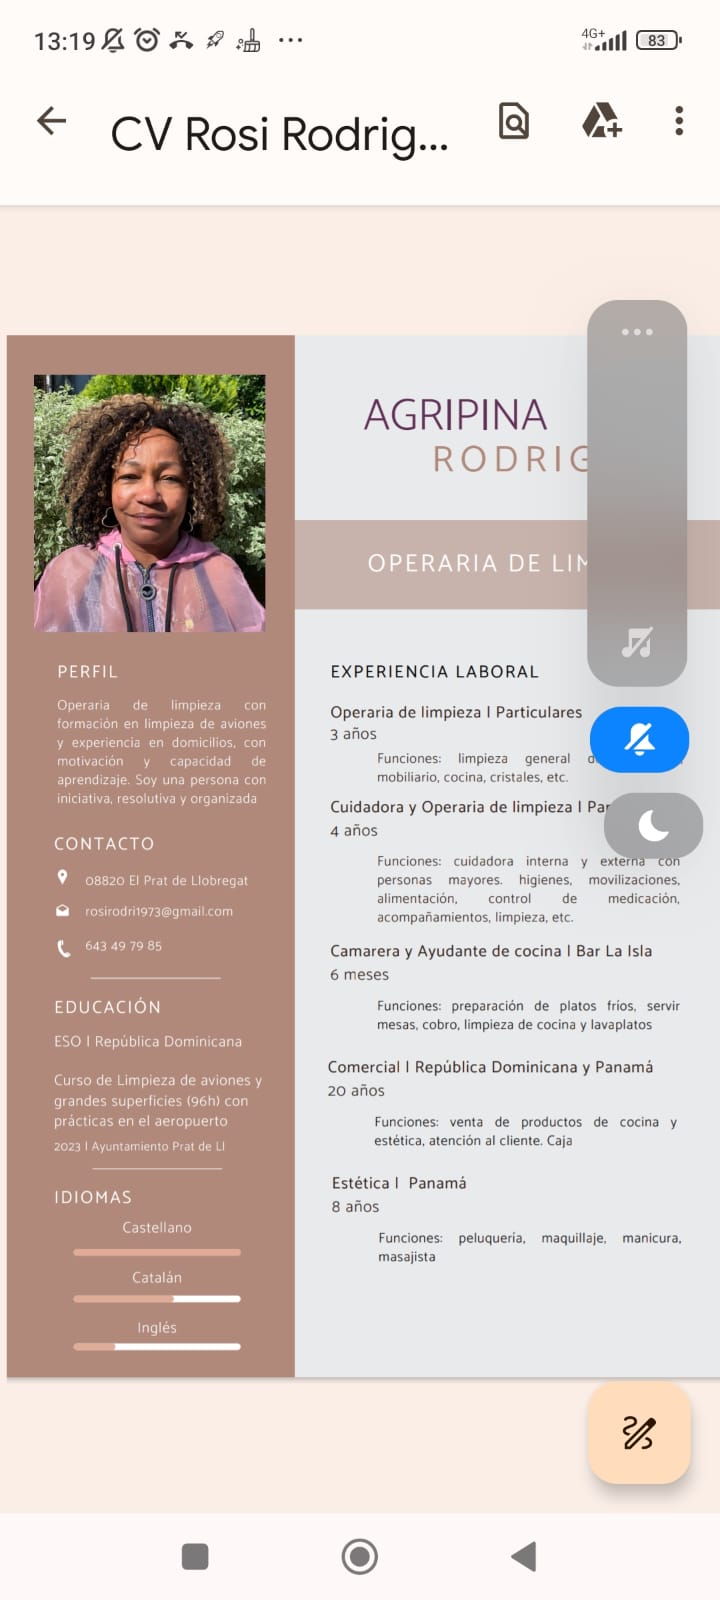 13:19
4G+
83
CV Rosi Rodrig...
AGRIPINA
OPERARIA DE
PERFIL
Operaria de limpieza con
formación en limpieza de aviones
y experiencia en domicilios, con
motivación y capacidad de
aprendizaje. Soy una persona con
iniciativa, resolutiva y organizada
CONTACTO
08820 El Prat de Llobregat
rosirodri1973@gmail.com
643 49 79 85
EDUCACIÓN
ESO | República Dominicana
Curso de Limpieza de aviones y
grandes superficies (96h) con
prácticas en el aeropuerto
2023 | Ayuntamiento Prat de Ll
IDIOMAS
Castellano
Catalán
Inglés
EXPERIENCIA LABORAL
Operaria de limpieza | Particulares
3 años
Funciones: limpieza general
mobiliario, cocina, cristales, etc.
Cuidadora y Operaria de limpieza |
4 años
Funciones: cuidadora interna y externa con
personas mayores. higienes, movilizaciones,
alimentación, control de medicación,
acompañamientos, limpieza, etc.
Camarera y Ayudante de cocina | Bar La Isla
6 meses
Funciones: preparación de platos fríos, servir
mesas, cobro, limpieza de cocina y lavaplatos
Comercial | República Dominicana y Panamá
20 años
Funciones: venta de productos de cocina y
estética, atención al cliente. Caja
Estética | Panamá
8 años
Funciones: peluquería, maquillaje, manicura,
masajista